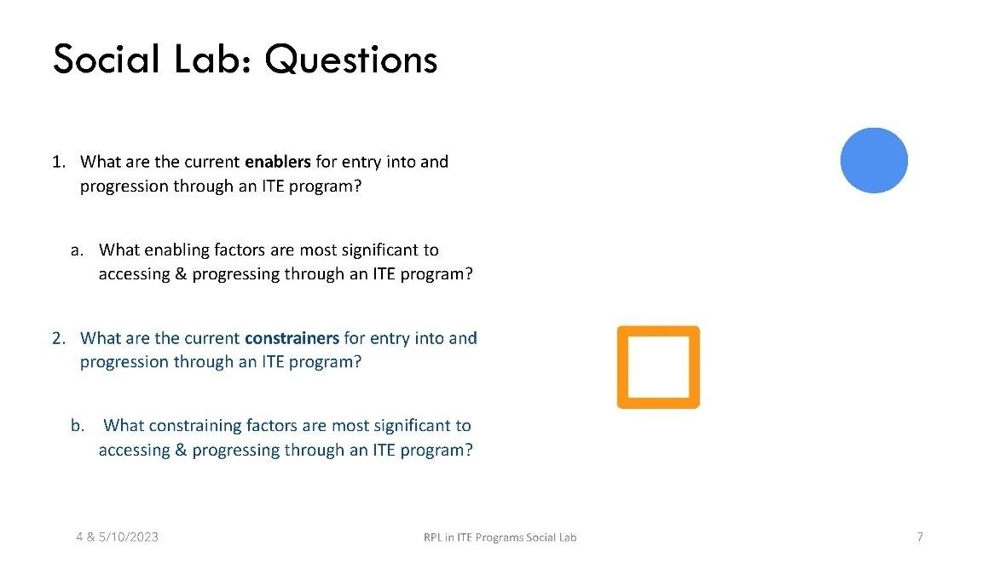 Social Lab: Questions
1. What are the current enablers for entry into and
progression through an ITE program?
a. What enabling factors are most significant to
accessing & progressing through an ITE program?
2. What are the current constrainers for entry into and
progression through an ITE program?
b. What constraining factors are most significant to
accessing & progressing through an ITE program?
4 & 5/10/2023
RPL in ITE Programs Social Lab
7